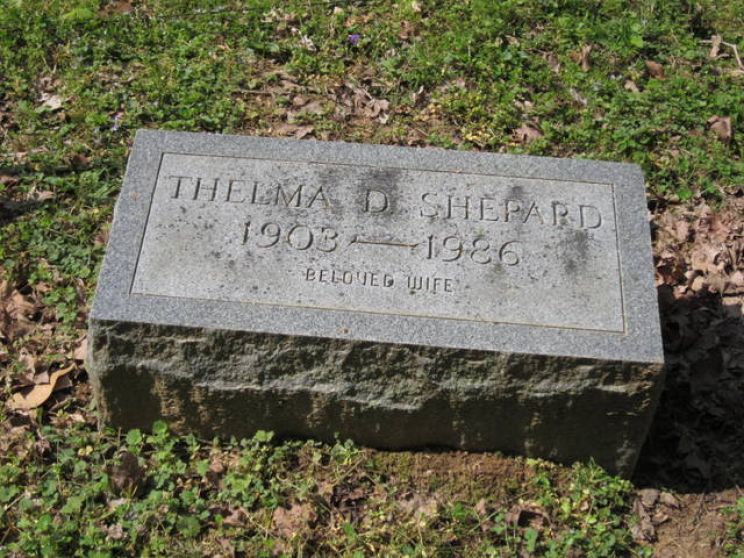 THELMA D SHEPARD
1903—1986
BELOVED WIFE